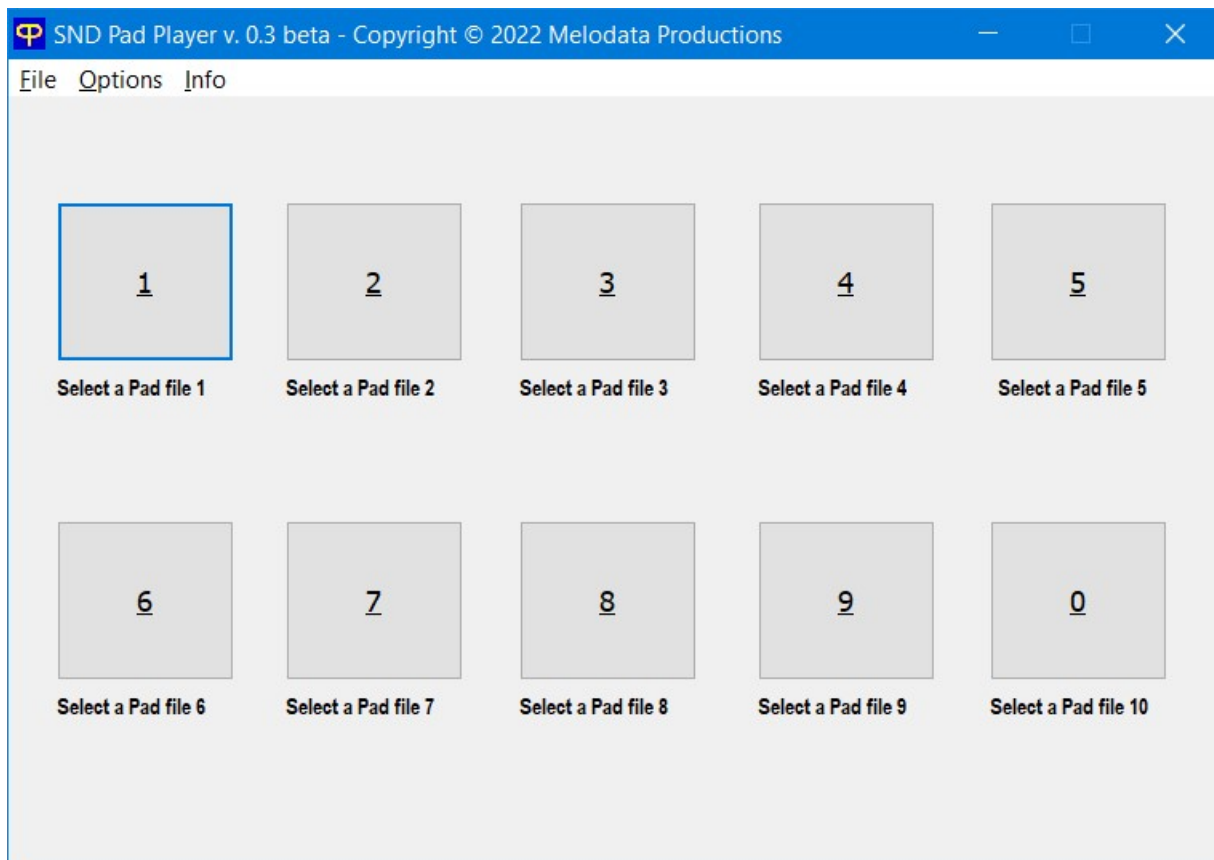 SND Pad Player v. 0.3 beta - Copyright © 2022 Melodata Productions
File Options Info
1 2 3 4 5
Select a Pad file 1 Select a Pad file 2 Select a Pad file 3 Select a Pad file 4 Select a Pad file 5
6 7 8 9 0
Select a Pad file 6 Select a Pad file 7 Select a Pad file 8 Select a Pad file 9 Select a Pad file 10